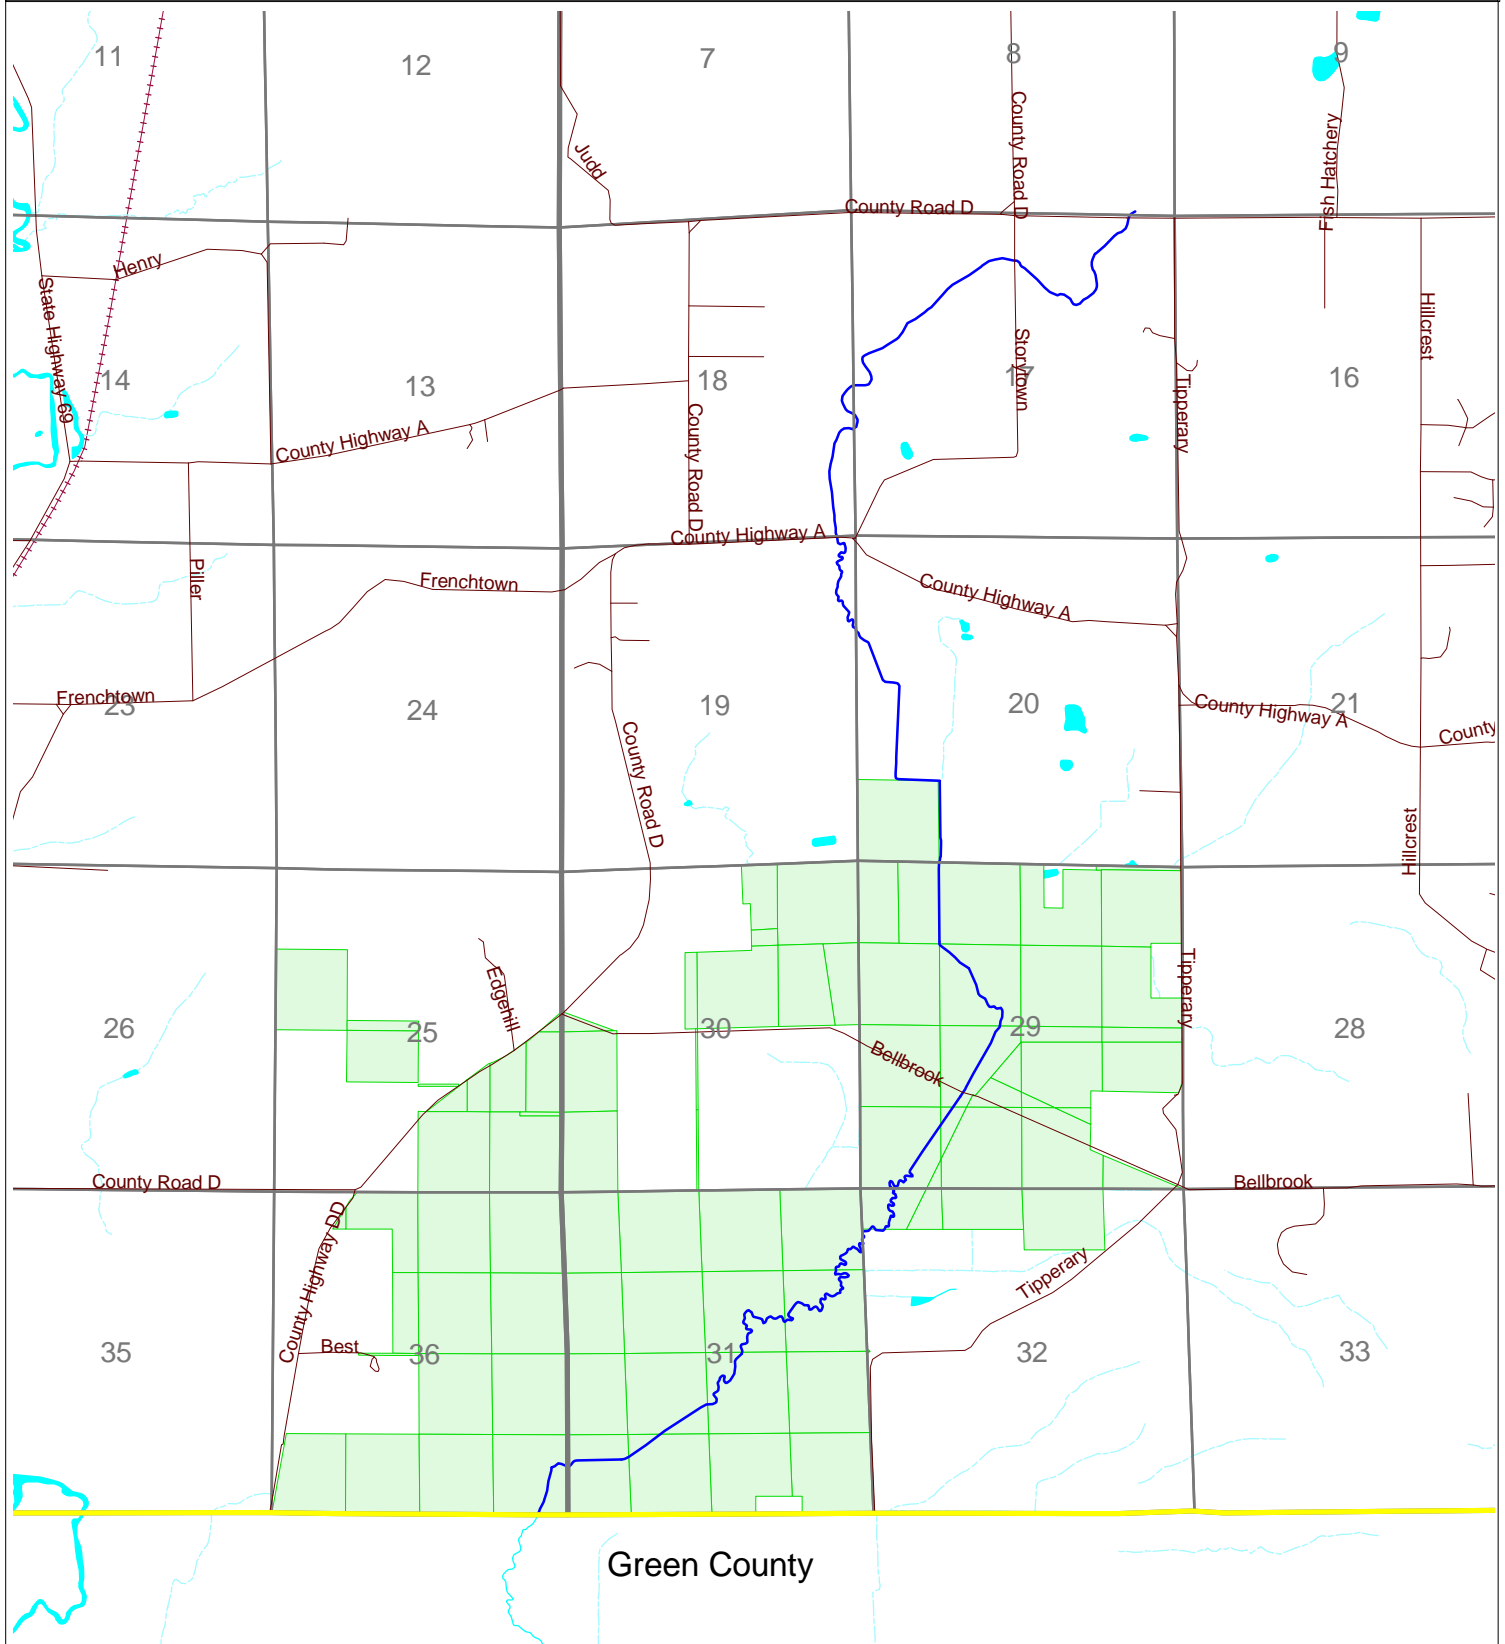 11
12
7
8
9
County Road D
Fish Hatchery
Judd
County Road D
Henry
State Highway 69
Hillcrest
Storytown
14
13
18
17
16
Tipperary
County Highway A
County Road D
County Highway A
Piller
Frenchtown
County Highway A
Frenchtown
23
24
19
20
21
County Highway A
County
County Road D
Hillcrest
Edgehill
Tipperary
26
25
30
29
28
Bellbrook
County Road D
Bellbrook
County Highway DD
Tipperary
Best
35
36
31
32
33
Green County